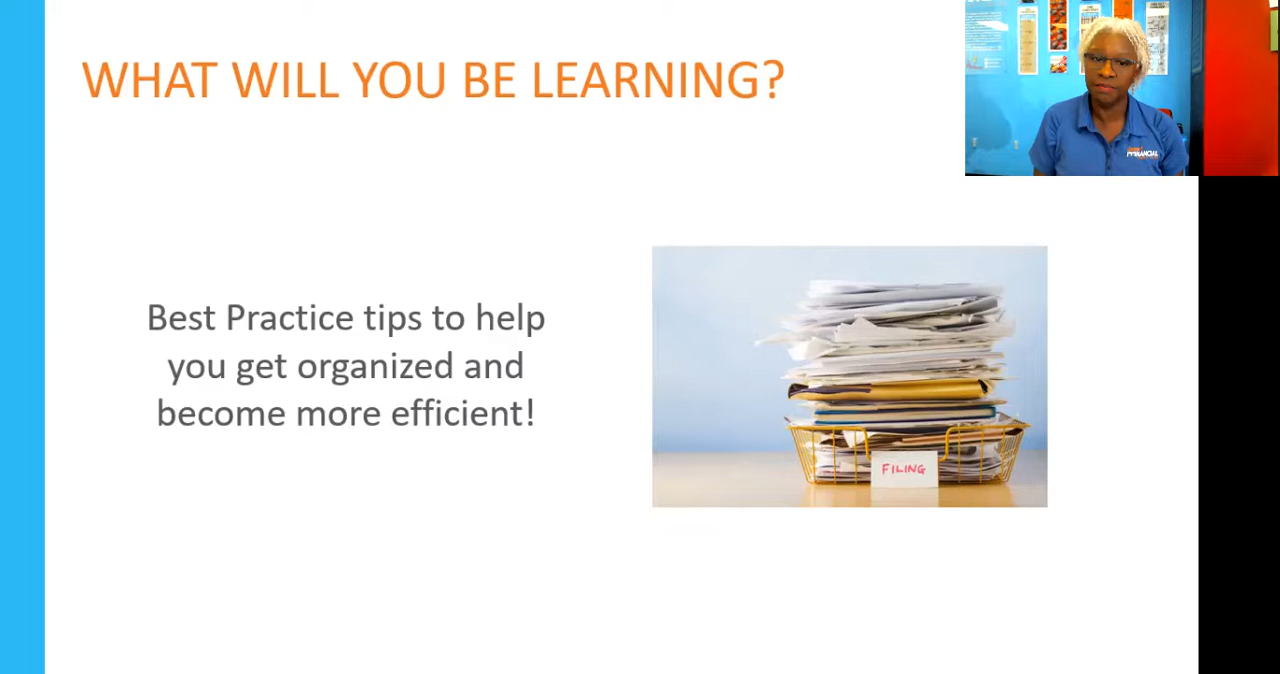 WHAT WILL YOU BE LEARNING?
Best Practice tips to help
you get organized and
become more efficient!
FILING